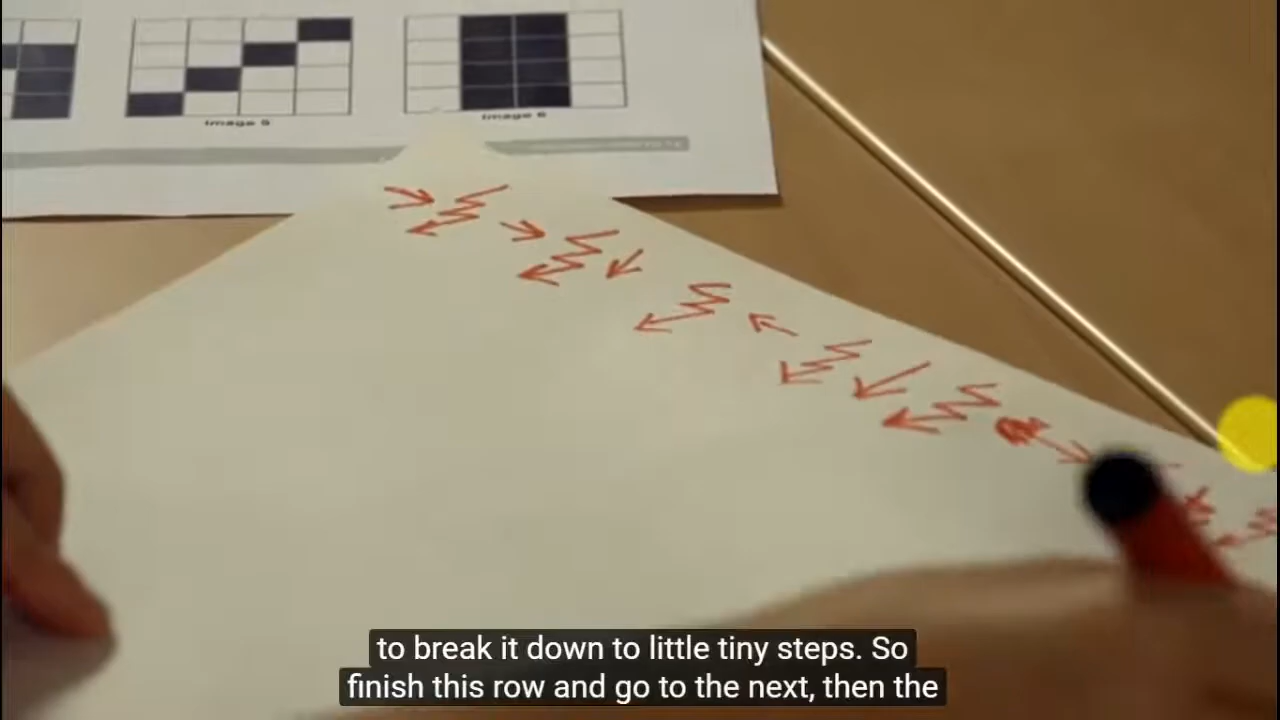 Image 5
Image 6
to break it down to little tiny steps. So
finish this row and go to the next, then the